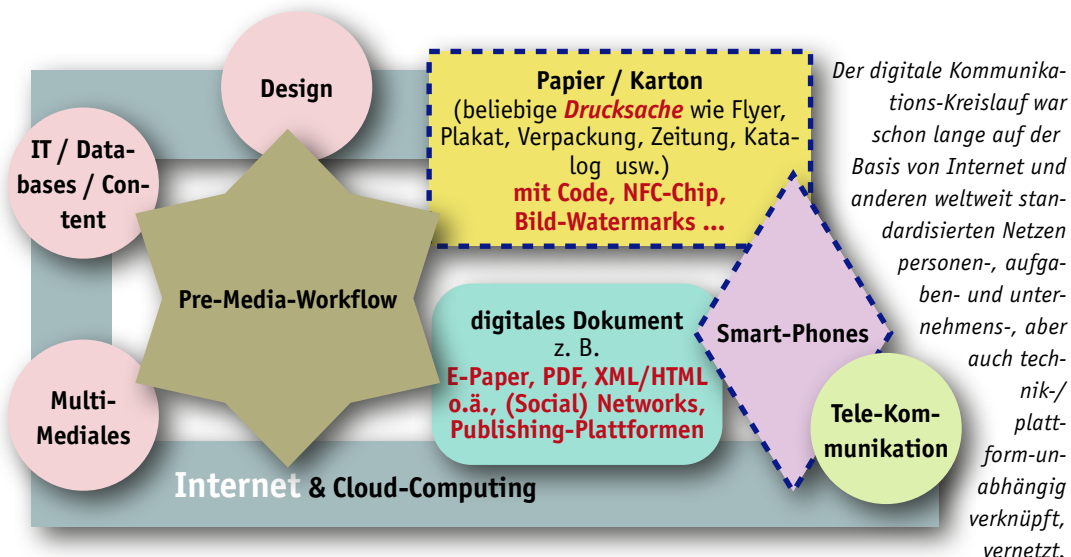 Design
IT / Data-
bases / Con-
tent
Multi-
Mediales
Pre-Media-Workflow
Papier / Karton
(beliebige Drucksache wie Flyer,
Plakat, Verpackung, Zeitung, Kata-
log usw.)
mit Code, NFC-Chip,
Bild-Watermarks ...
digitales Dokument
z. B.
E-Paper, PDF, XML/HTML
o.ä., (Social) Networks,
Publishing-Plattformen
Smart-Phones
Tele-Kom-
munikation
Internet & Cloud-Computing
Der digitale Kommunika-
tions-Kreislauf war
schon lange auf der
Basis von Internet und
anderen weltweit stan-
dardisierten Netzen
personen-, aufga-
ben- und unter-
nehmens-, aber
auch tech-
nik-/
platt-
form-un-
abhängig
verknüpft,
vernetzt.